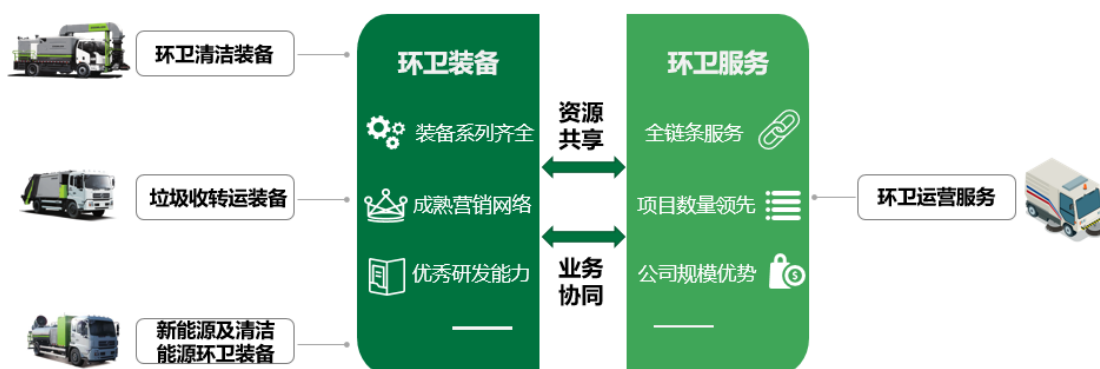 环卫清洁装备
垃圾收转运装备
新能源及清洁
能源环卫装备
环卫装备
装备系列齐全
成熟营销网络
优秀研发能力
资源
共享
业务
协同
环卫服务
全链条服务
项目数量领先
公司规模优势
环卫运营服务